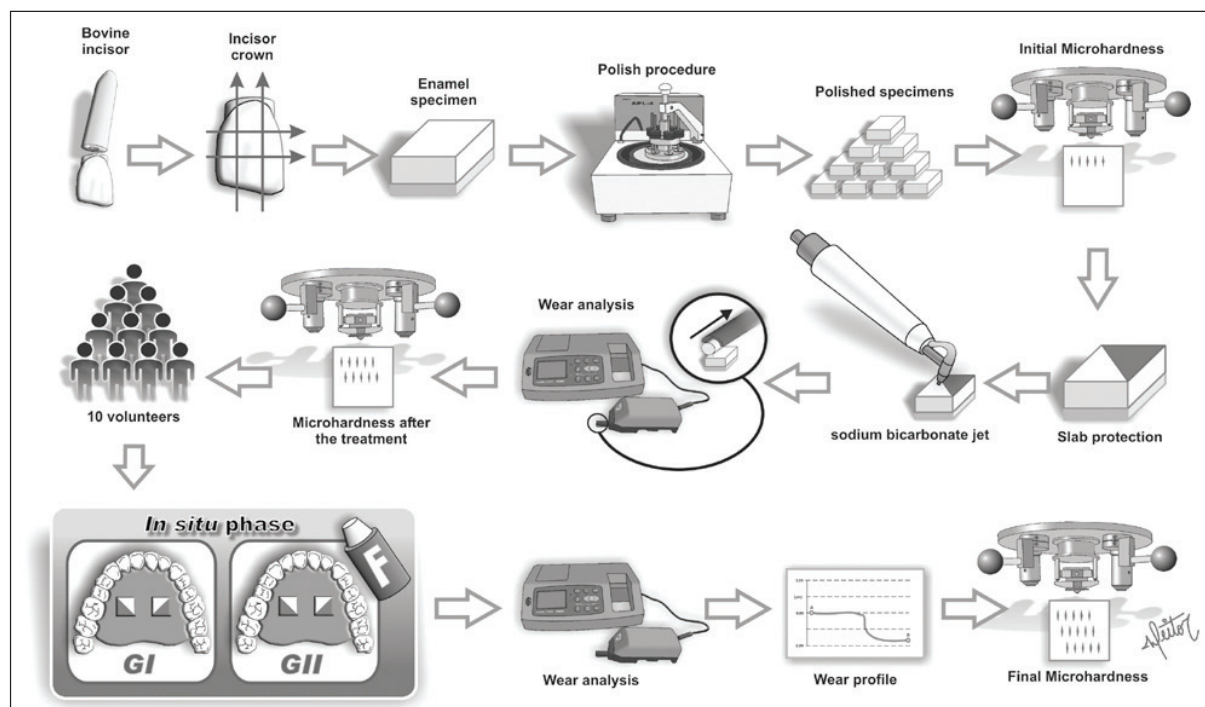 Bovine
incisor
Incisor
crown
Enamel
specimen
Polish procedure
Polished specimens
Initial Microhardness
10 volunteers
Microhardness after
the treatment
Wear analysis
sodium bicarbonate jet
Slab protection
In situ phase
F
GI
GII
Wear analysis
Wear profile
Final Microhardness